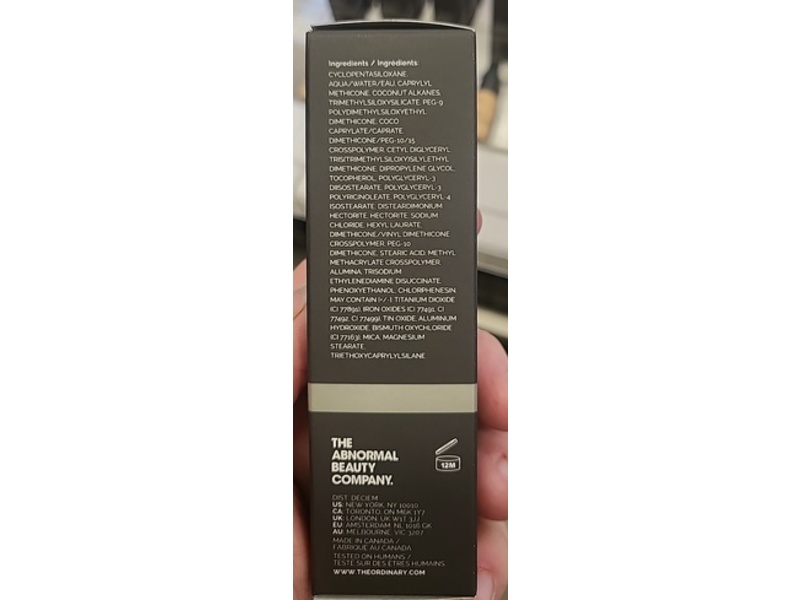 Ingredients / Ingrédients:
CYCLOPENTASILOXANE,
AQUA/WATER/EAU, CAPRYLYL
METHICONE, COCONUT ALKANES,
TRIMETHYLSILOXYSILICATE, PEG-9
POLYDIMETHYLSILOXYETHYL
DIMETHICONE, COCO
CAPRYLATE/CAPRATE,
DIMETHICONE/PEG-10/15
CROSSPOLYMER, CETYL DIGLYCERYL
TRIS(TRIMETHYLSILOXY)SILYLETHYL
DIMETHICONE, DIPROPYLENE GLYCOL,
TOCOPHEROL, POLYGLYCERYL-3
DIISOSTEARATE, POLYGLYCERYL-3
POLYRICINOLEATE, POLYGLYCERYL-4
ISOSTEARATE, DISTEARDIMONIUM
HECTORITE, HECTORITE, SODIUM
CHLORIDE, HEXYL LAURATE,
DIMETHICONE/VINYL DIMETHICONE
CROSSPOLYMER, PEG-10
DIMETHICONE, STEARIC ACID, METHYL
METHACRYLATE CROSSPOLYMER,
ALUMINA, TRISODIUM
ETHYLENEDIAMINE DISUCCINATE,
PHENOXYETHANOL, CHLORPHENESIN.
MAY CONTAIN [+/-]: TITANIUM DIOXIDE
(CI 77891), IRON OXIDES (CI 77491, CI
77492, CI 77499), TIN OXIDE, ALUMINUM
HYDROXIDE, BISMUTH OXYCHLORIDE
(CI 77163), MICA, MAGNESIUM
STEARATE,
TRIETHOXYCAPRYLYLSILANE
THE
ABNORMAL
BEAUTY
COMPANY.
12M
DIST. DECIEM
US: NEW YORK, NY 10010
CA: TORONTO, ON M6K 1Y7
UK: LONDON, UK W1T 3JJ
EU: AMSTERDAM, NL 1016 GK
AU: MELBOURNE, VIC 3207
MADE IN CANADA /
FABRIQUÉ AU CANADA
TESTED ON HUMANS /
TESTÉ SUR DES ÊTRES HUMAINS
WWW.THEORDINARY.COM